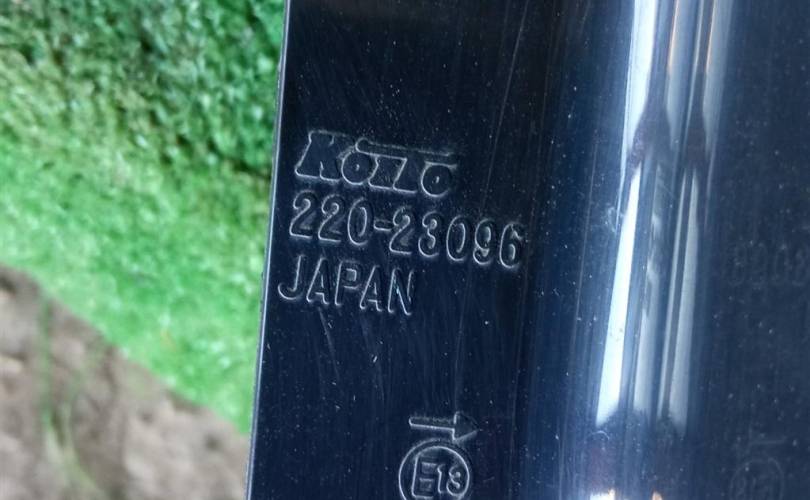 KOITO
220-23096
JAPAN
→
E13